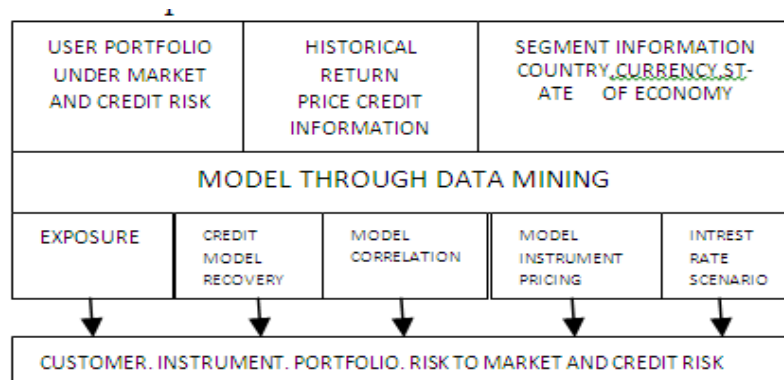 USER PORTFOLIO
UNDER MARKET
AND CREDIT RISK
HISTORICAL
RETURN
PRICE CREDIT
INFORMATION
SEGMENT INFORMATION
COUNTRY,CURRENCY,ST-
ATE OF ECONOMY
MODEL THROUGH DATA MINING
EXPOSURE
CREDIT
MODEL
RECOVERY
MODEL
CORRELATION
MODEL
INSTRUMENT
PRICING
INTREST
RATE
SCENARIO
CUSTOMER. INSTRUMENT. PORTFOLIO. RISK TO MARKET AND CREDIT RISK